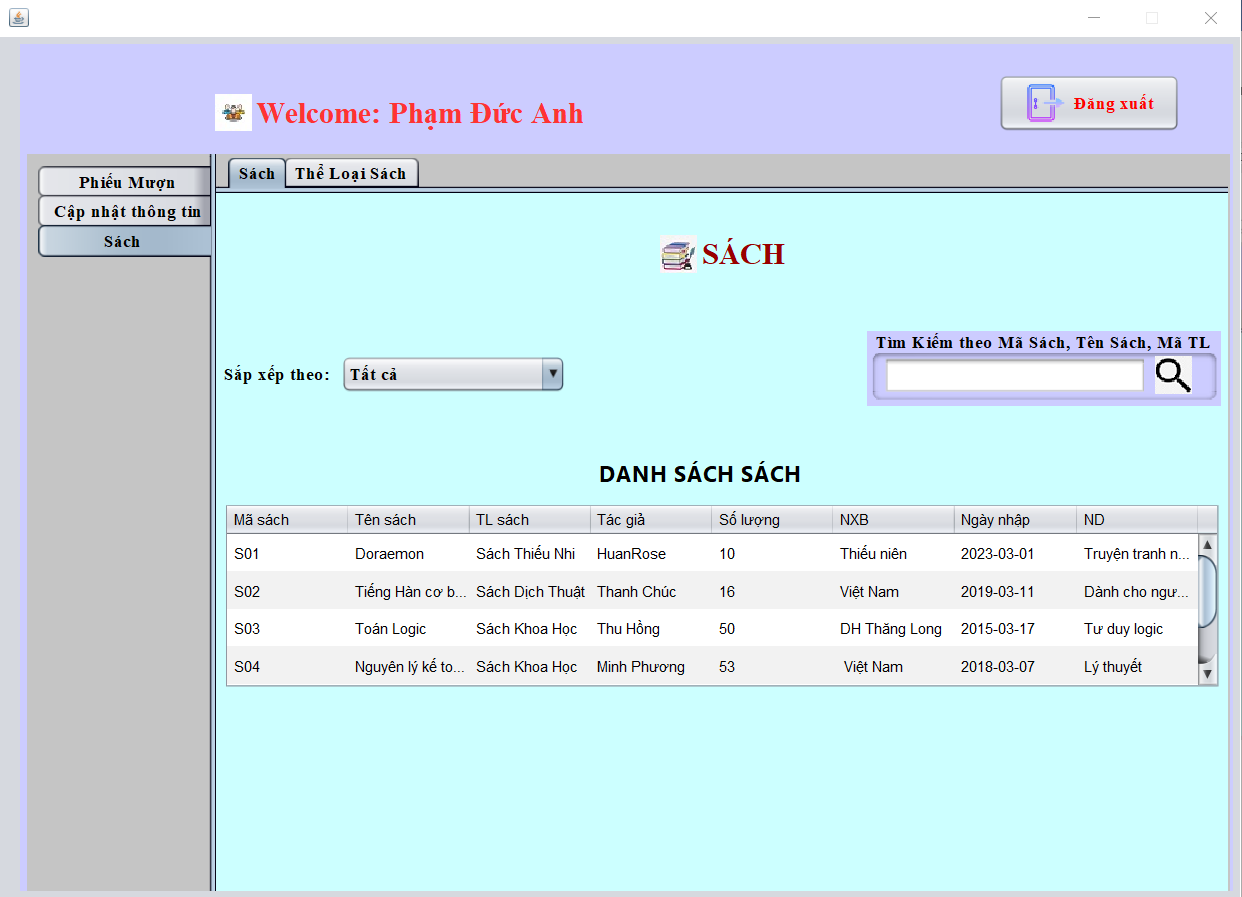 Welcome: Phạm Đức Anh
Đăng xuất
Phiếu Mượn
Cập nhật thông tin
Sách
Sách Thể Loại Sách
SÁCH
Sắp xếp theo: Tất cả
Tìm Kiếm theo Mã Sách, Tên Sách, Mã TL
DANH SÁCH SÁCH
Mã sách Tên sách TL sách Tác giả Số lượng NXB Ngày nhập ND
S01 Doraemon Sách Thiếu Nhi HuanRose 10 Thiếu niên 2023-03-01 Truyện tranh n...
S02 Tiếng Hàn cơ b... Sách Dịch Thuật Thanh Chúc 16 Việt Nam 2019-03-11 Dành cho ngư...
S03 Toán Logic Sách Khoa Học Thu Hồng 50 DH Thăng Long 2015-03-17 Tư duy logic
S04 Nguyên lý kế to... Sách Khoa Học Minh Phương 53 Việt Nam 2018-03-07 Lý thuyết